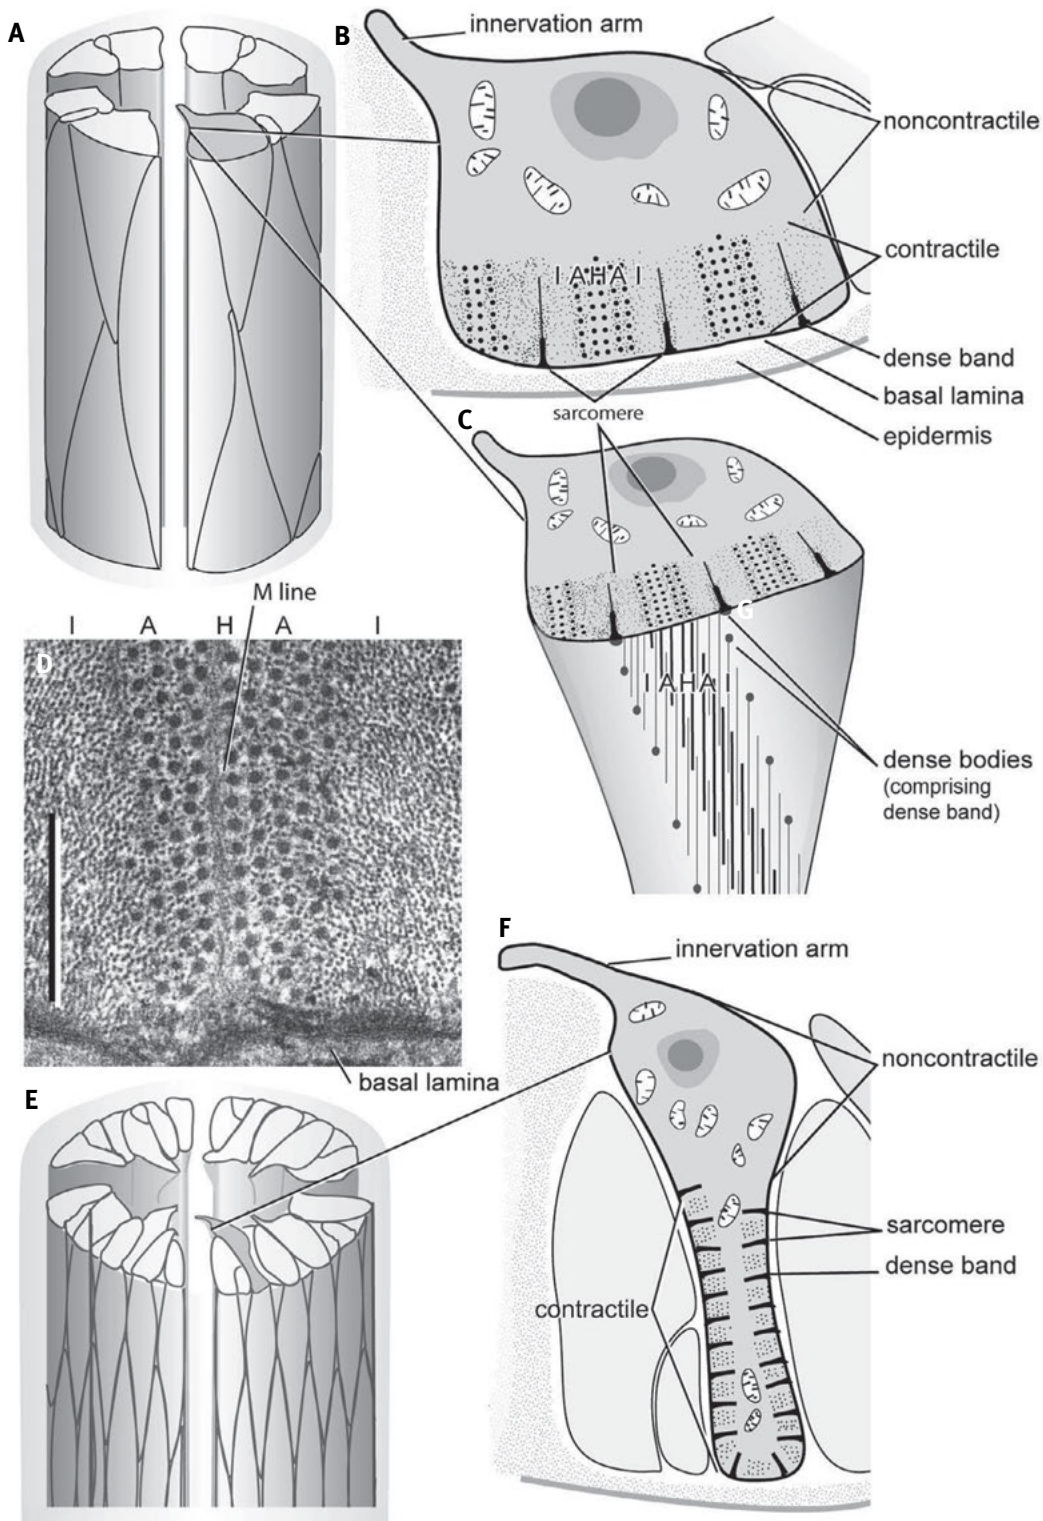 A
B
innervation arm
noncontractile
contractile
I A H A I
dense band
basal lamina
epidermis
sarcomere
C
G
I A H A I
dense bodies
(comprising
dense band)
M line
I A H A I
D
basal lamina
E
F
innervation arm
noncontractile
sarcomere
dense band
contractile